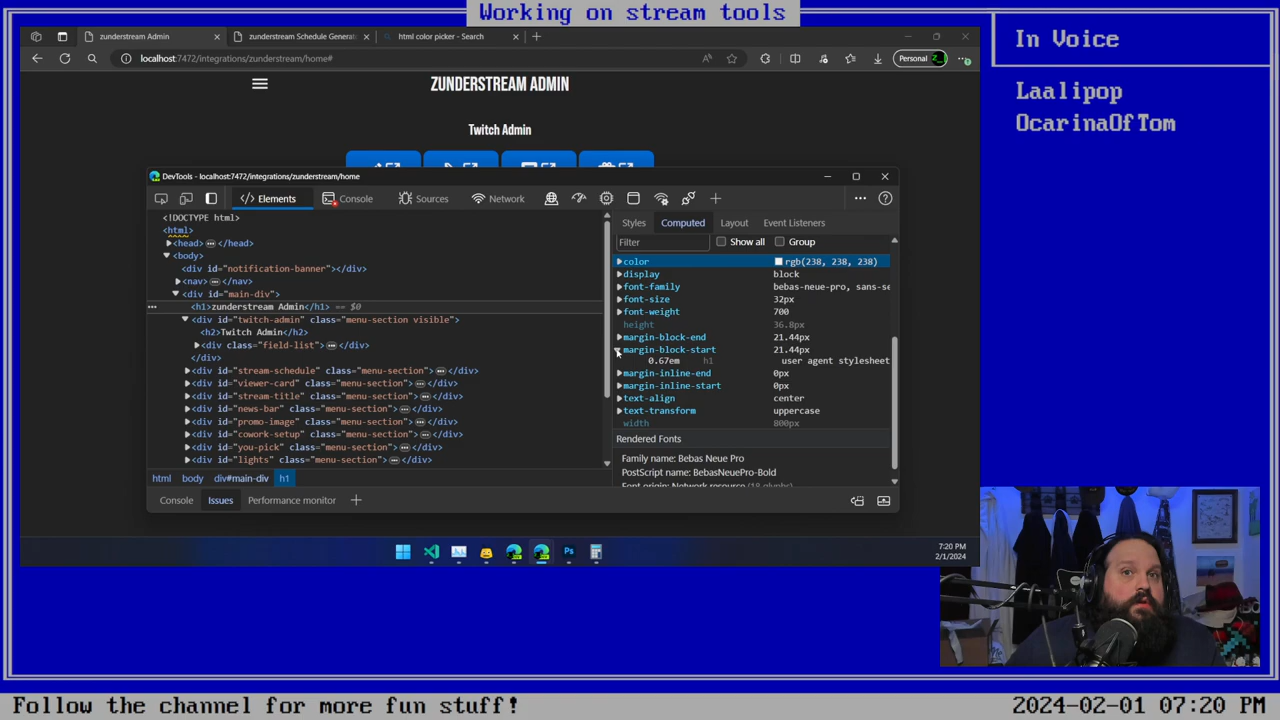 Working on stream tools
zunderstream Admin
zunderstream Schedule Generat
html color picker - Search
localhost:7472/integrations/zunderstream/home#
Personal
ZUNDERSTREAM ADMIN
Twitch Admin
DevTools - localhost:7472/integrations/zunderstream/home
Elements
Console
Sources
Network
<!DOCTYPE html>
<html>
<head> ... </head>
<body>
<div id="notification-banner"></div>
<nav> ... </nav>
<div id="main-div">
<h1>zunderstream Admin</h1> == $0
<div id="twitch-admin" class="menu-section visible">
<h2>Twitch Admin</h2>
<div class="field-list"> ... </div>
</div>
<div id="stream-schedule" class="menu-section"> ... </div>
<div id="viewer-card" class="menu-section"> ... </div>
<div id="stream-title" class="menu-section"> ... </div>
<div id="news-bar" class="menu-section"> ... </div>
<div id="promo-image" class="menu-section"> ... </div>
<div id="cowork-setup" class="menu-section"> ... </div>
<div id="you-pick" class="menu-section"> ... </div>
<div id="lights" class="menu-section"> ... </div>
html
body
div#main-div
h1
Styles
Computed
Layout
Event Listeners
Filter
Show all
Group
color rgb(238, 238, 238)
display block
font-family bebas-neue-pro, sans-se
font-size 32px
font-weight 700
height 36.8px
margin-block-end 21.44px
margin-block-start 21.44px
0.67em h1 user agent stylesheet
margin-inline-end 0px
margin-inline-start 0px
text-align center
text-transform uppercase
width 800px
Rendered Fonts
Family name: Bebas Neue Pro
PostScript name: BebasNeuePro-Bold
Font origin: Network resource (18 glyphs)
Console
Issues
Performance monitor
7:20 PM
2/1/2024
In Voice
Laalipop
OcarinaOfTom
Follow the channel for more fun stuff!
2024-02-01 07:20 PM